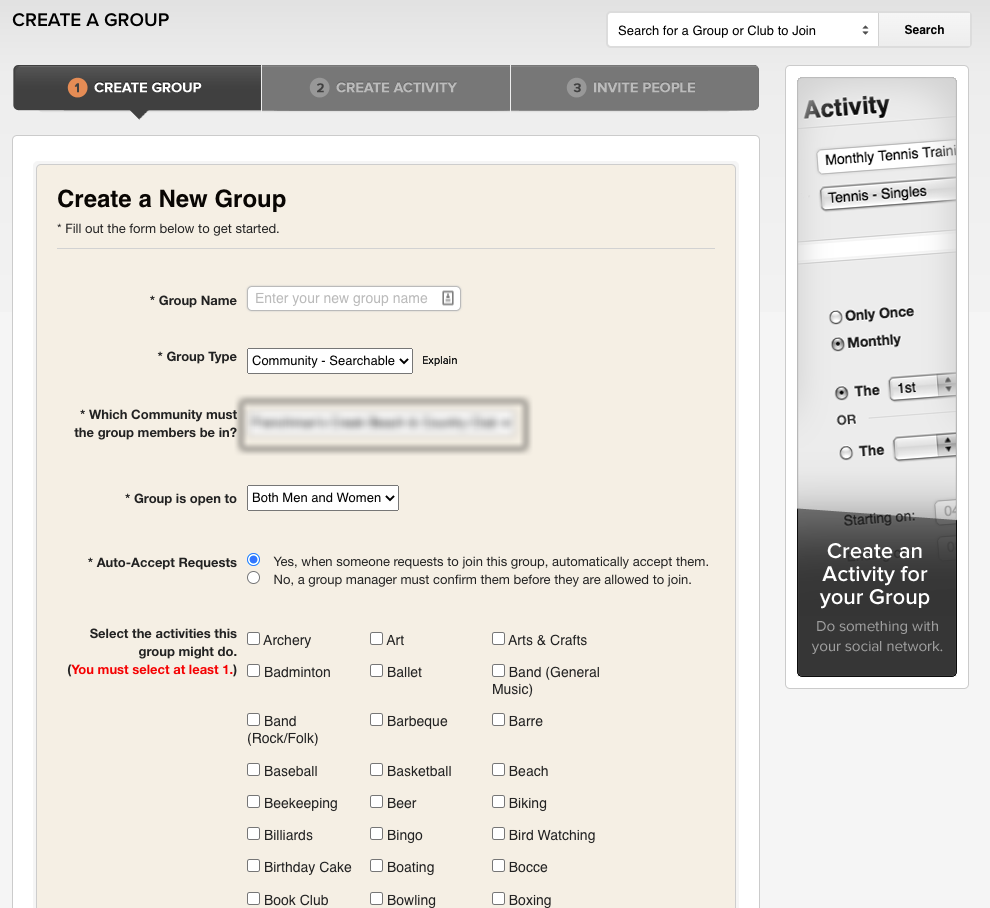 CREATE A GROUP
Search for a Group or Club to Join
Search
1 CREATE GROUP
2 CREATE ACTIVITY
3 INVITE PEOPLE
Create a New Group
* Fill out the form below to get started.
* Group Name
Enter your new group name
* Group Type
Community - Searchable
Explain
* Which Community must
the group members be in?
* Group is open to
Both Men and Women
* Auto-Accept Requests
Yes, when someone requests to join this group, automatically accept them.
No, a group manager must confirm them before they are allowed to join.
Select the activities this
group might do.
(You must select at least 1.)
Archery
Art
Arts & Crafts
Badminton
Ballet
Band (General
Music)
Band
(Rock/Folk)
Barbeque
Barre
Baseball
Basketball
Beach
Beekeeping
Beer
Biking
Billiards
Bingo
Bird Watching
Birthday Cake
Boating
Bocce
Book Club
Bowling
Boxing
Activity
Monthly Tennis Traini
Tennis - Singles
Only Once
Monthly
The
1st
OR
The
Starting on:
04
Create an
Activity for
your Group
Do something with
your social network.